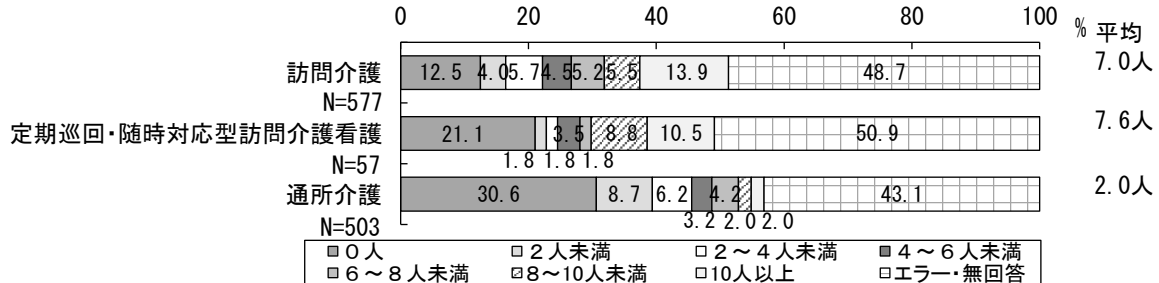 0 20 40 60 80 100
% 平均
訪問介護 12.5 4.0 5.7 4.5 5.2 5.5 13.9 48.7 7.0人
N=577
定期巡回・随時対応型訪問介護看護 21.1 3.5 8.8 10.5 50.9 7.6人
N=57 1.8 1.8 1.8
通所介護 30.6 8.7 6.2 4.2 43.1 2.0人
N=503 3.2 2.0 2.0
０人 ２人未満 ２～４人未満 ４～６人未満
６～８人未満 8～10人未満 10人以上 エラー・無回答